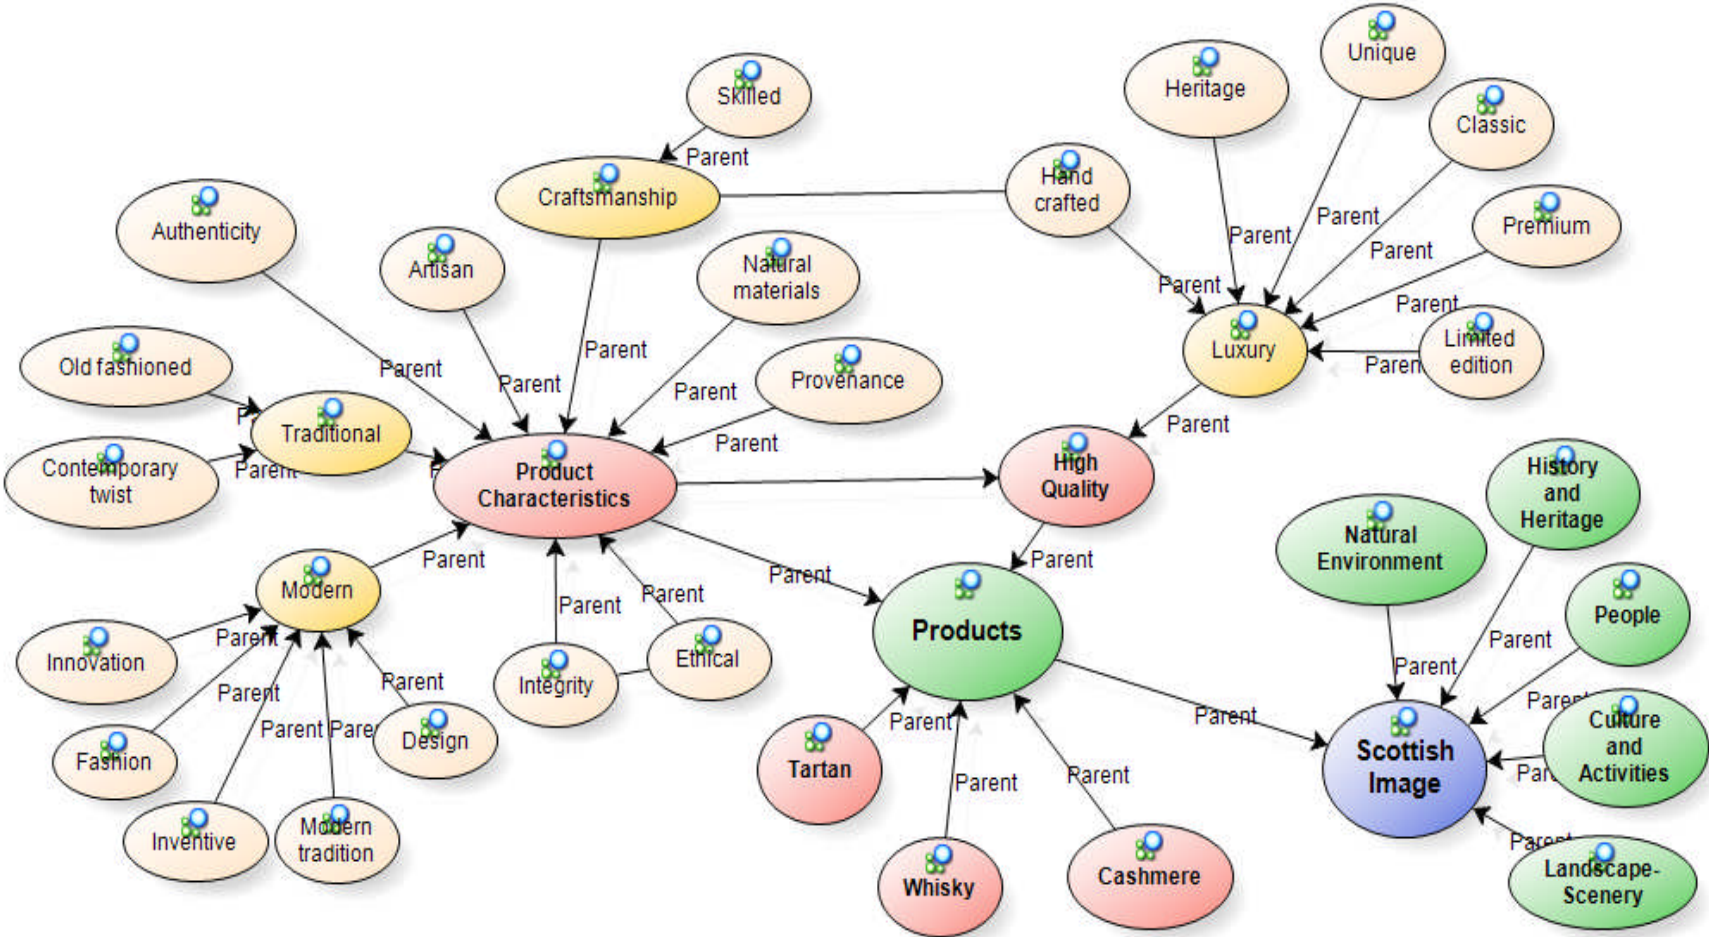 Unique
Heritage
Skilled
Classic
Parent
Hand
crafted
Craftsmanship
Premium
Authenticity
Parent
Parent
Artisan
Natural
materials
Parent
Parent
Parent
Limited
edition
Luxury
Parent
Parent
Old fashioned
Parent
Parent
Provenance
Parent
Parent
Traditional
Parent
Parent
Contemporary
twist
Parent
Product
Characteristics
High
Quality
History
and
Heritage
Natural
Environment
Parent
Parent
Modern
Parent
Parent
Parent
People
Products
Innovation
Parent
Integrity
Ethical
Parent
Parent
Parent
Parent
Parent
Parent
Parent
Culture
and
Activities
Fashion
Design
Tartan
Scottish
Image
Parent
Parent
Inventive
Modern
tradition
Parent
Whisky
Cashmere
Landscape-
Scenery